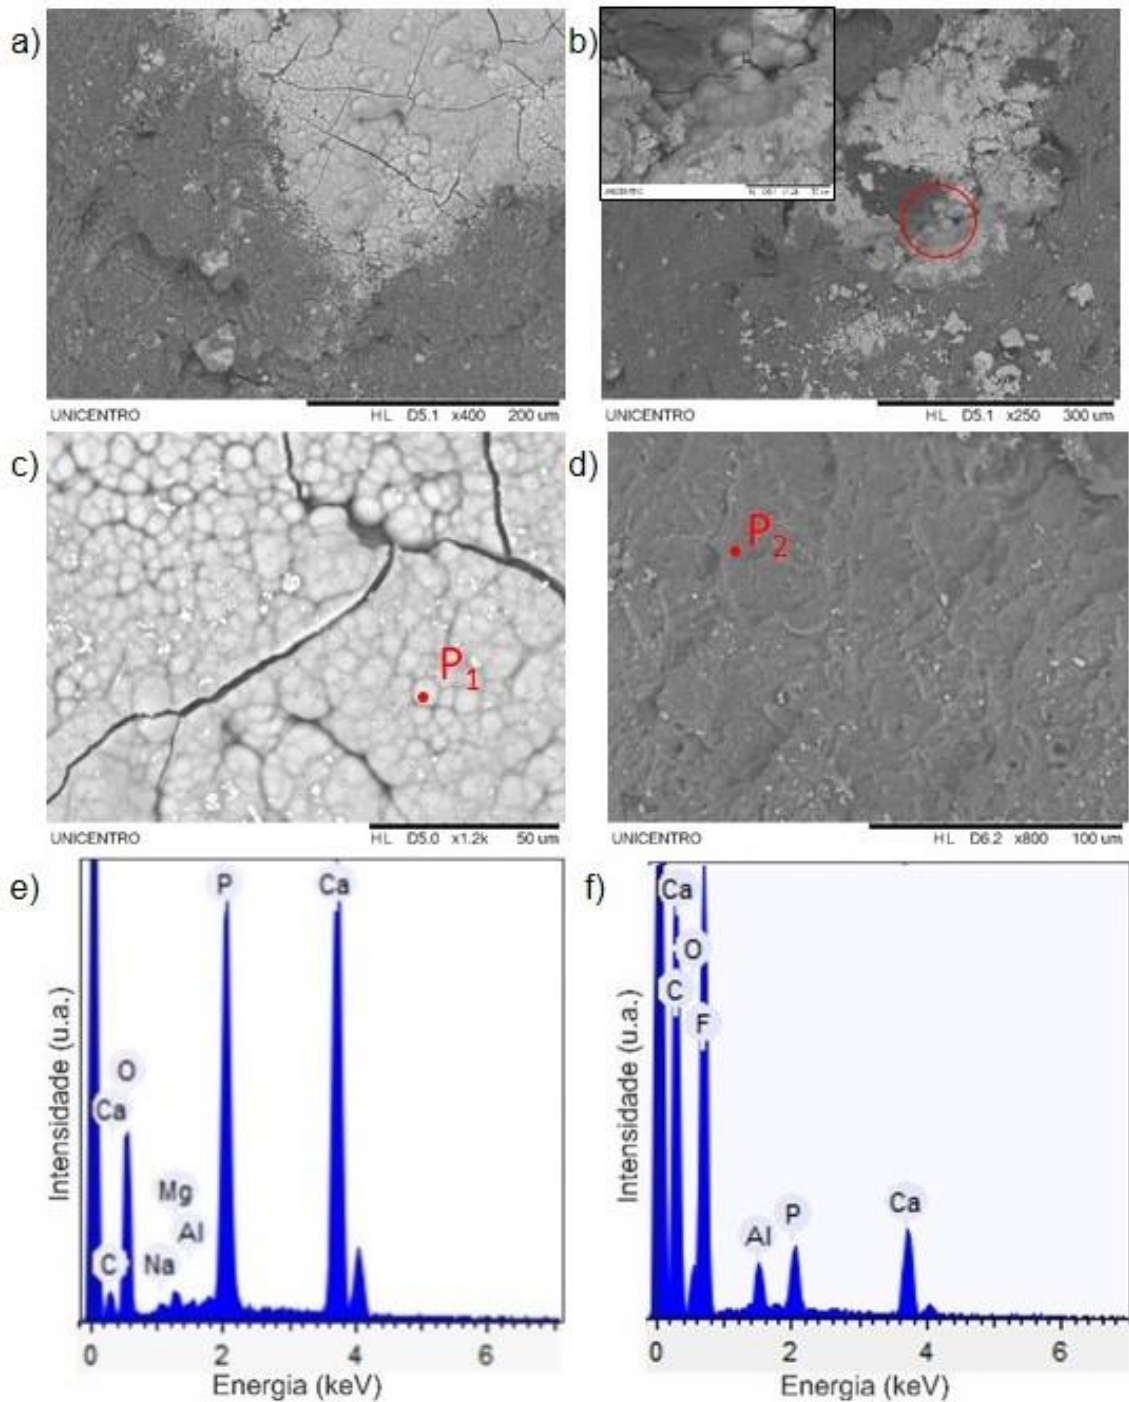 a)
b)
UNICENTRO
HL D5.1 x400 200 um
UNICENTRO
HL D5.1 x250 300 um
c)
d)
P1
P2
UNICENTRO
HL D5.0 x1.2k 50 um
UNICENTRO
HL D6.2 x800 100 um
e)
f)
P
Ca
O
Ca
Mg
Al
C
Na
Intensidade (u.a.)
0 2 4 6
Energia (keV)
Ca
O
C
F
Al
P
Ca
Intensidade (u.a.)
0 2 4 6
Energia (keV)